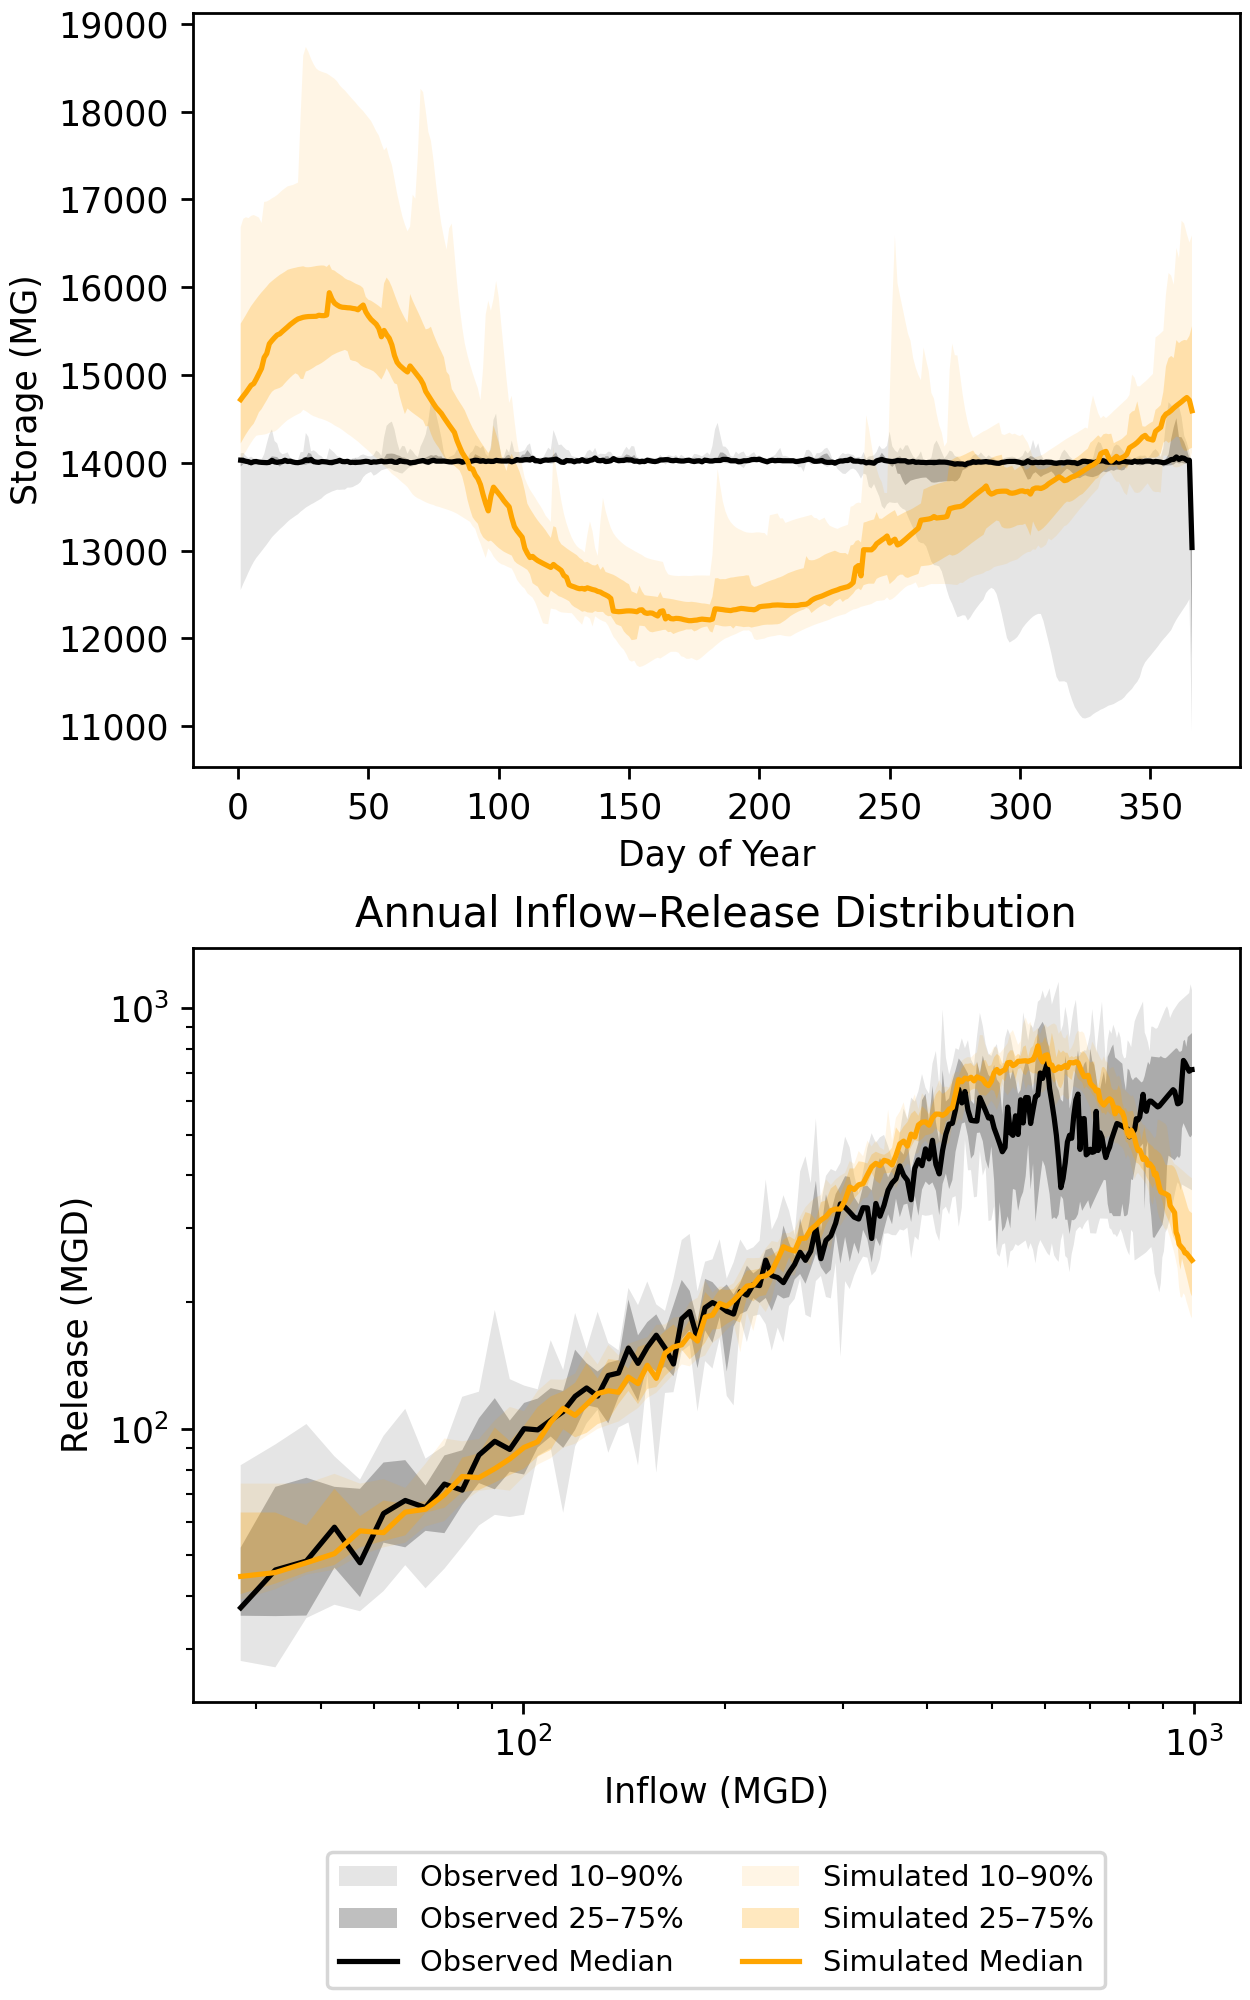 19000
18000
17000
16000
15000
14000
13000
12000
11000
Storage (MG)
0 50 100 150 200 250 300 350
Day of Year
Annual Inflow–Release Distribution
10³
10²
Release (MGD)
10² 10³
Inflow (MGD)
Observed 10–90% Simulated 10–90%
Observed 25–75% Simulated 25–75%
Observed Median Simulated Median